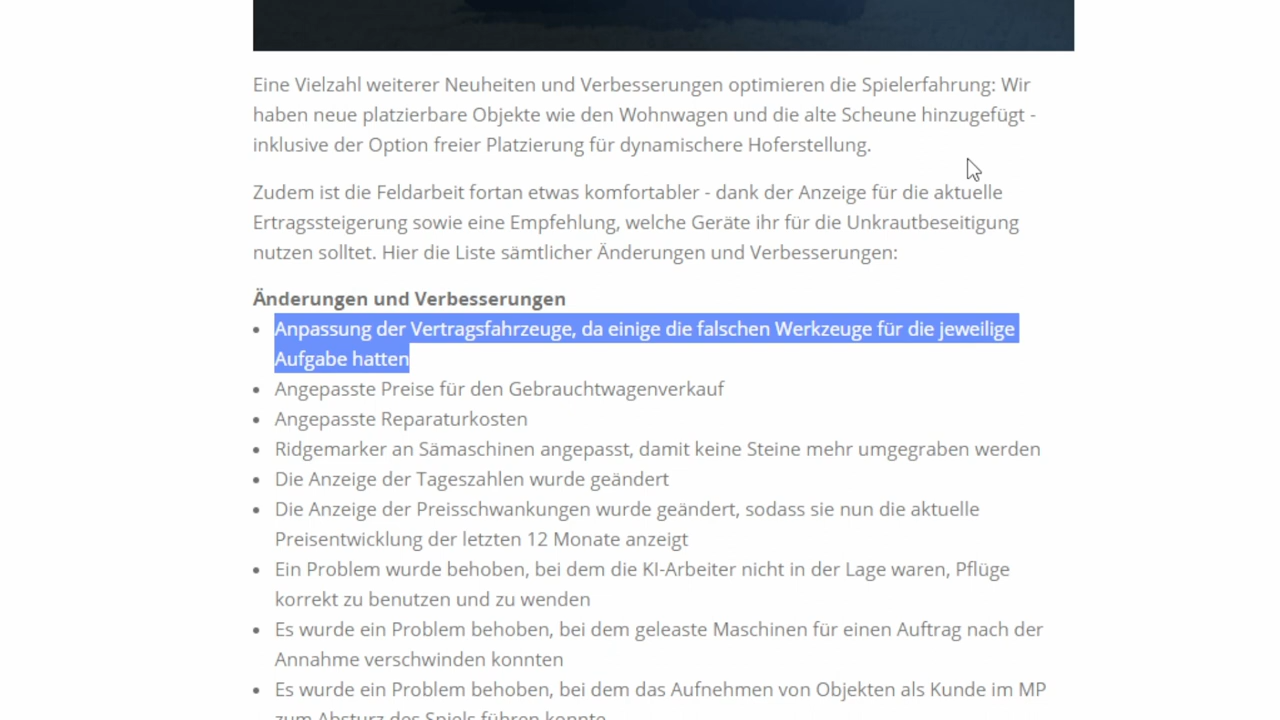 Eine Vielzahl weiterer Neuheiten und Verbesserungen optimieren die Spielerfahrung: Wir
haben neue platzierbare Objekte wie den Wohnwagen und die alte Scheune hinzugefügt -
inklusive der Option freier Platzierung für dynamischere Hoferstellung.
Zudem ist die Feldarbeit fortan etwas komfortabler - dank der Anzeige für die aktuelle
Ertragssteigerung sowie eine Empfehlung, welche Geräte ihr für die Unkrautbeseitigung
nutzen solltet. Hier die Liste sämtlicher Änderungen und Verbesserungen:
Änderungen und Verbesserungen
• Anpassung der Vertragsfahrzeuge, da einige die falschen Werkzeuge für die jeweilige
Aufgabe hatten
• Angepasste Preise für den Gebrauchtwagenverkauf
• Angepasste Reparaturkosten
• Ridgemarker an Sämaschinen angepasst, damit keine Steine mehr umgegraben werden
• Die Anzeige der Tageszahlen wurde geändert
• Die Anzeige der Preisschwankungen wurde geändert, sodass sie nun die aktuelle
Preisentwicklung der letzten 12 Monate anzeigt
• Ein Problem wurde behoben, bei dem die KI-Arbeiter nicht in der Lage waren, Pflüge
korrekt zu benutzen und zu wenden
• Es wurde ein Problem behoben, bei dem geleaste Maschinen für einen Auftrag nach der
Annahme verschwinden konnten
• Es wurde ein Problem behoben, bei dem das Aufnehmen von Objekten als Kunde im MP
zum Absturz des Spiels führen konnte